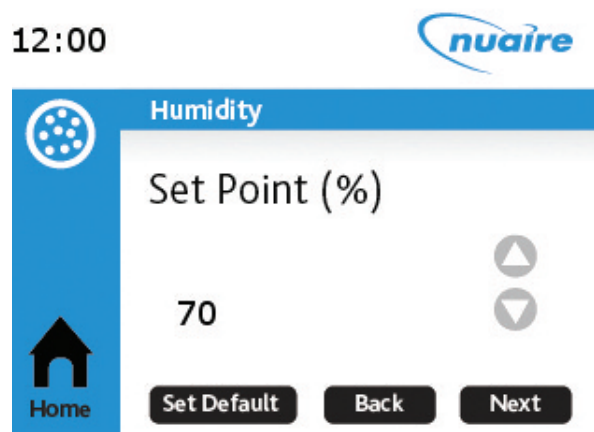 12:00
nuaire
Humidity
Set Point (%)
70
Home
Set Default
Back
Next